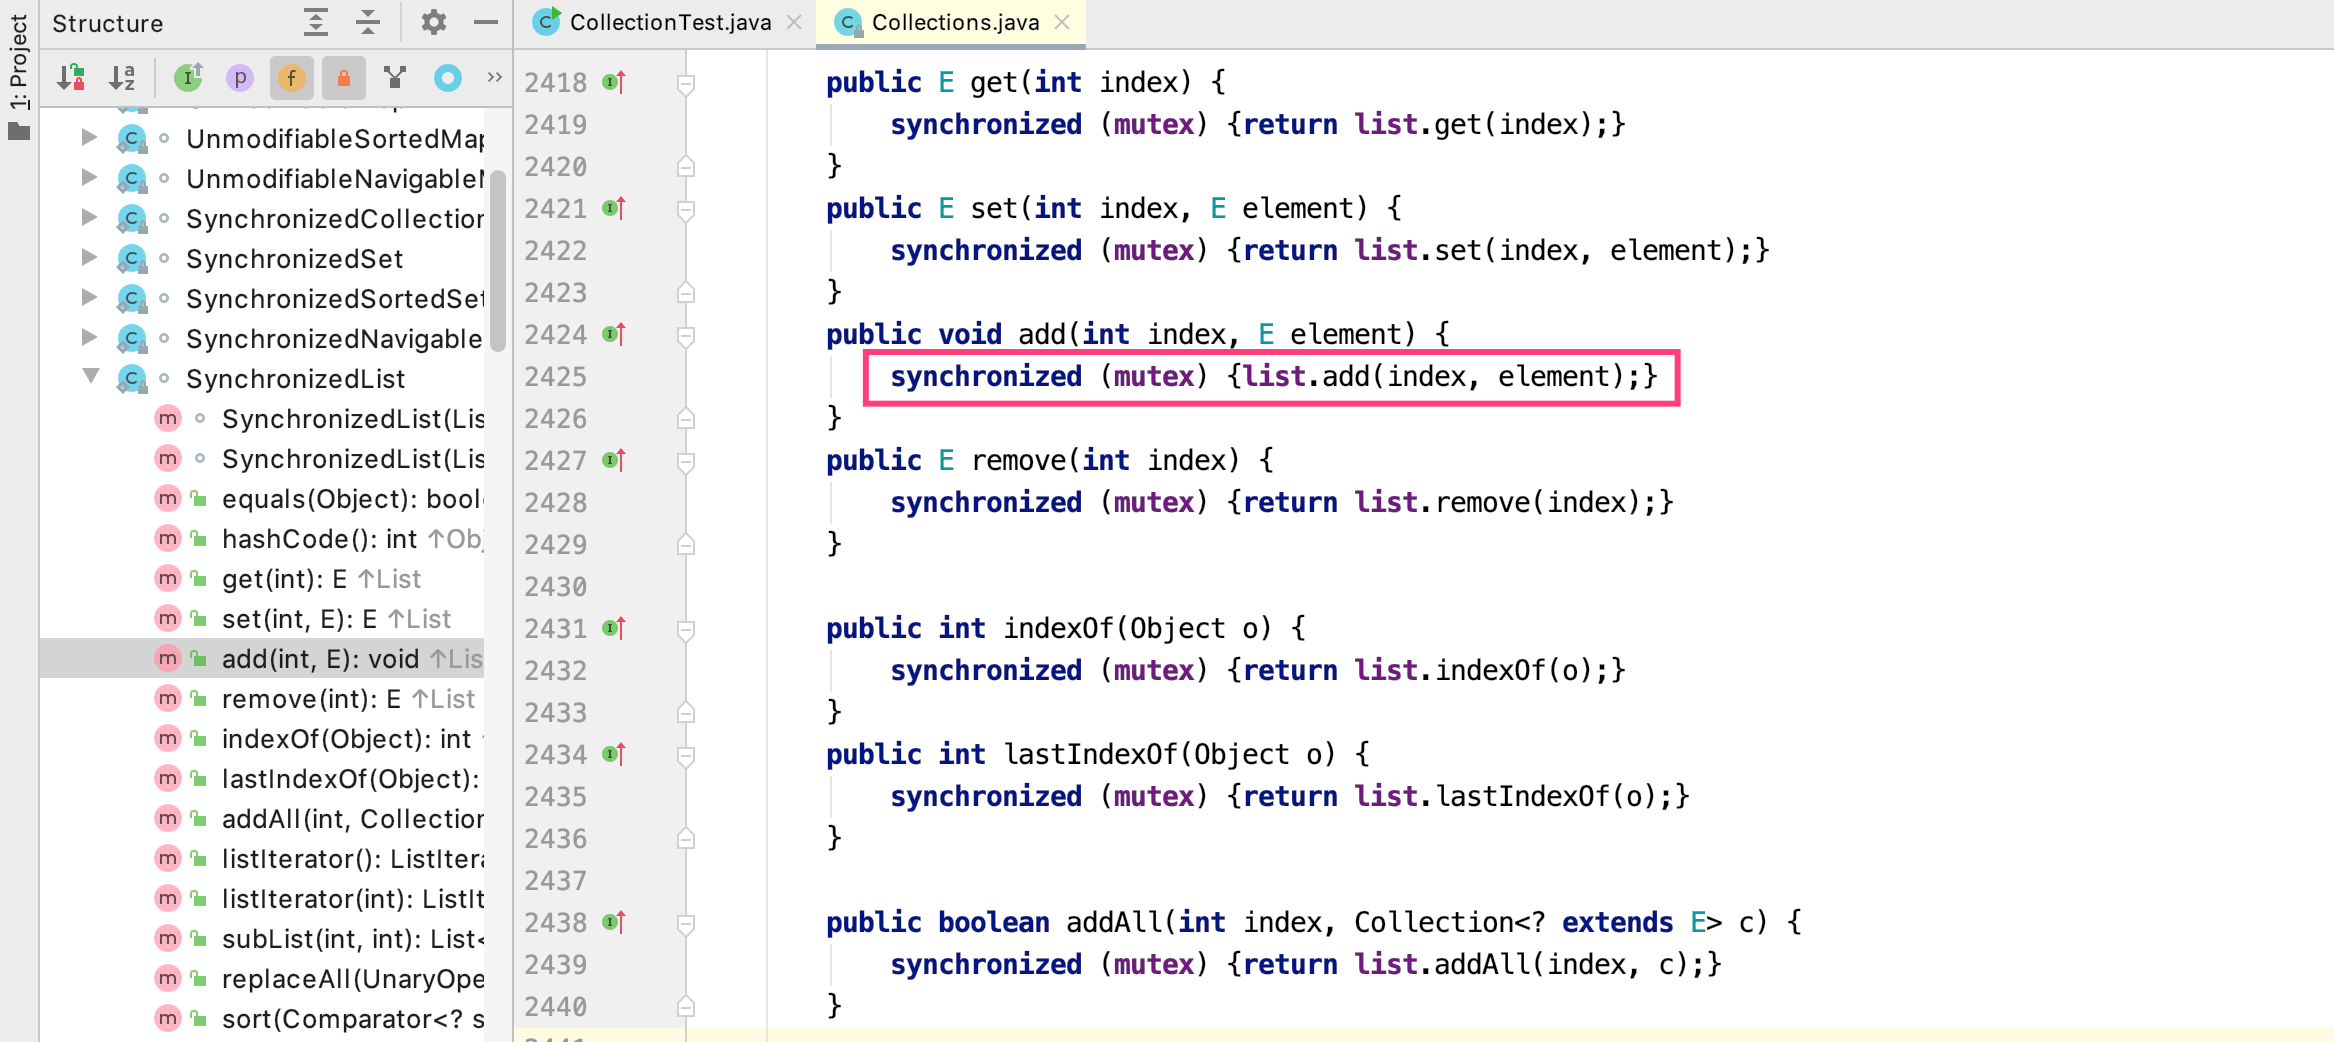 1: Project
Structure
CollectionTest.java
Collections.java
UnmodifiableSortedMap
UnmodifiableNavigable
SynchronizedCollection
SynchronizedSet
SynchronizedSortedSet
SynchronizedNavigable
SynchronizedList
SynchronizedList(Lis
SynchronizedList(Lis
equals(Object): boole
hashCode(): int ↑Obj
get(int): E ↑List
set(int, E): E ↑List
add(int, E): void ↑Lis
remove(int): E ↑List
indexOf(Object): int
lastIndexOf(Object):
addAll(int, Collection
listIterator(): ListItera
listIterator(int): ListIt
subList(int, int): List<
replaceAll(UnaryOpe
sort(Comparator<? s
2418 public E get(int index) {
2419 synchronized (mutex) {return list.get(index);}
2420 }
2421 public E set(int index, E element) {
2422 synchronized (mutex) {return list.set(index, element);}
2423 }
2424 public void add(int index, E element) {
2425 synchronized (mutex) {list.add(index, element);}
2426 }
2427 public E remove(int index) {
2428 synchronized (mutex) {return list.remove(index);}
2429 }
2430
2431 public int indexOf(Object o) {
2432 synchronized (mutex) {return list.indexOf(o);}
2433 }
2434 public int lastIndexOf(Object o) {
2435 synchronized (mutex) {return list.lastIndexOf(o);}
2436 }
2437
2438 public boolean addAll(int index, Collection<? extends E> c) {
2439 synchronized (mutex) {return list.addAll(index, c);}
2440 }